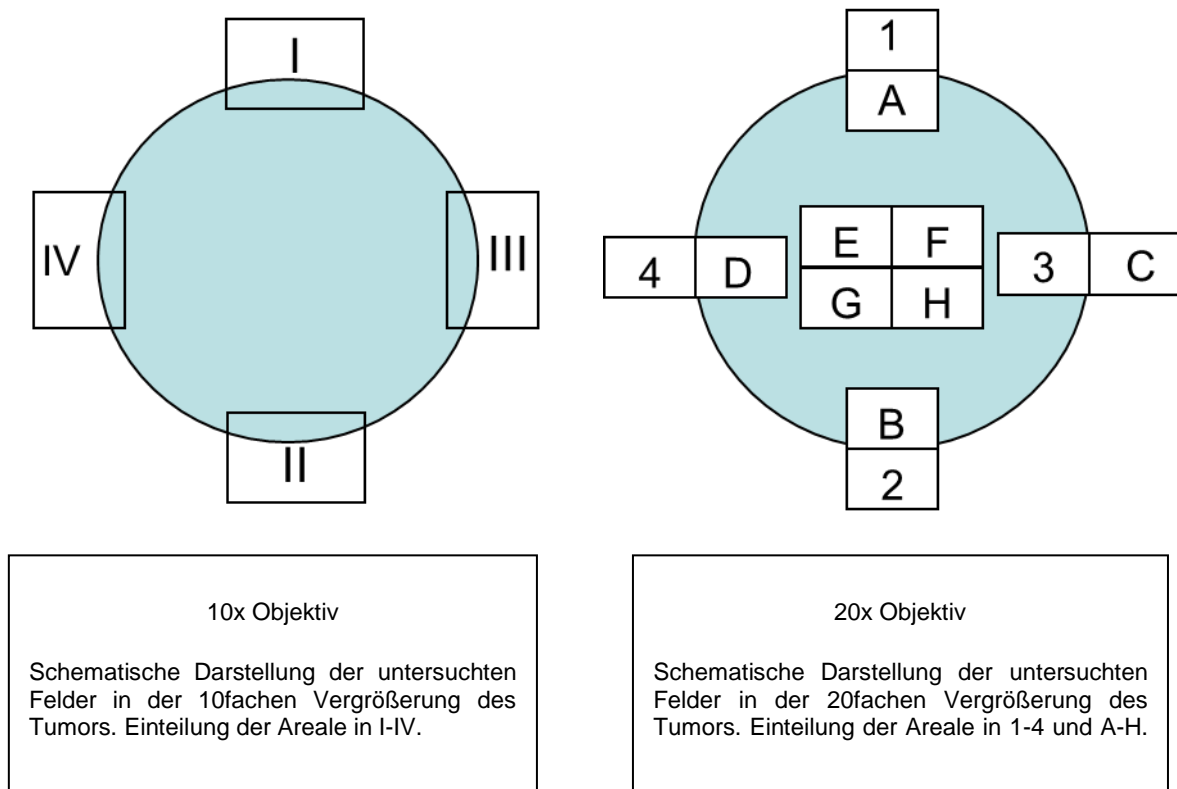 I
IV
III
II
1
A
E F
4 D
3 C
G H
B
2
10x Objektiv
Schematische Darstellung der untersuchten
Felder in der 10fachen Vergrößerung des
Tumors. Einteilung der Areale in I-IV.
20x Objektiv
Schematische Darstellung der untersuchten
Felder in der 20fachen Vergrößerung des
Tumors. Einteilung der Areale in 1-4 und A-H.